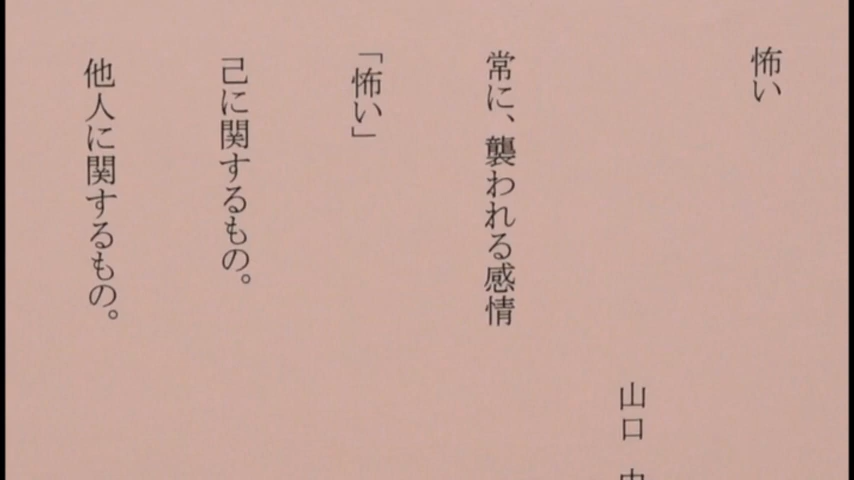 怖い
山口
常に、襲われる感情
「怖い」
己に関するもの。
他人に関するもの。